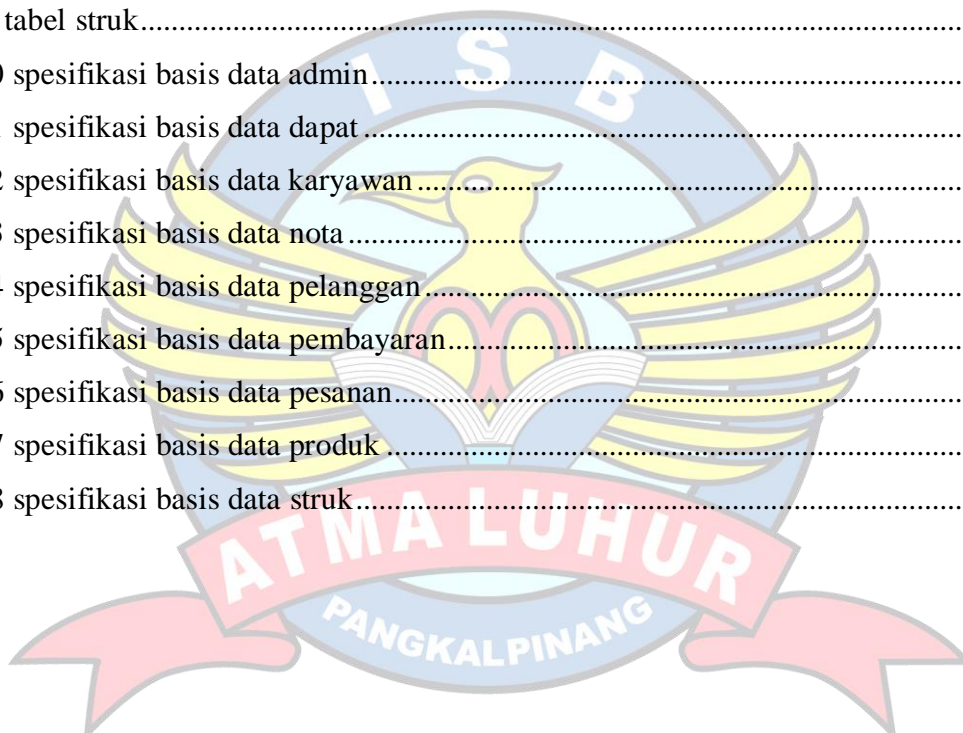 tabel struk..........
0 spesifikasi basis data admin..........
spesifikasi basis data dapat..........
2 spesifikasi basis data karyawan..........
3 spesifikasi basis data nota..........
4 spesifikasi basis data pelanggan..........
5 spesifikasi basis data pembayaran..........
6 spesifikasi basis data pesanan..........
7 spesifikasi basis data produk..........
8 spesifikasi basis data struk..........
I S B
ATMA LUHUR
PANGKALPINANG